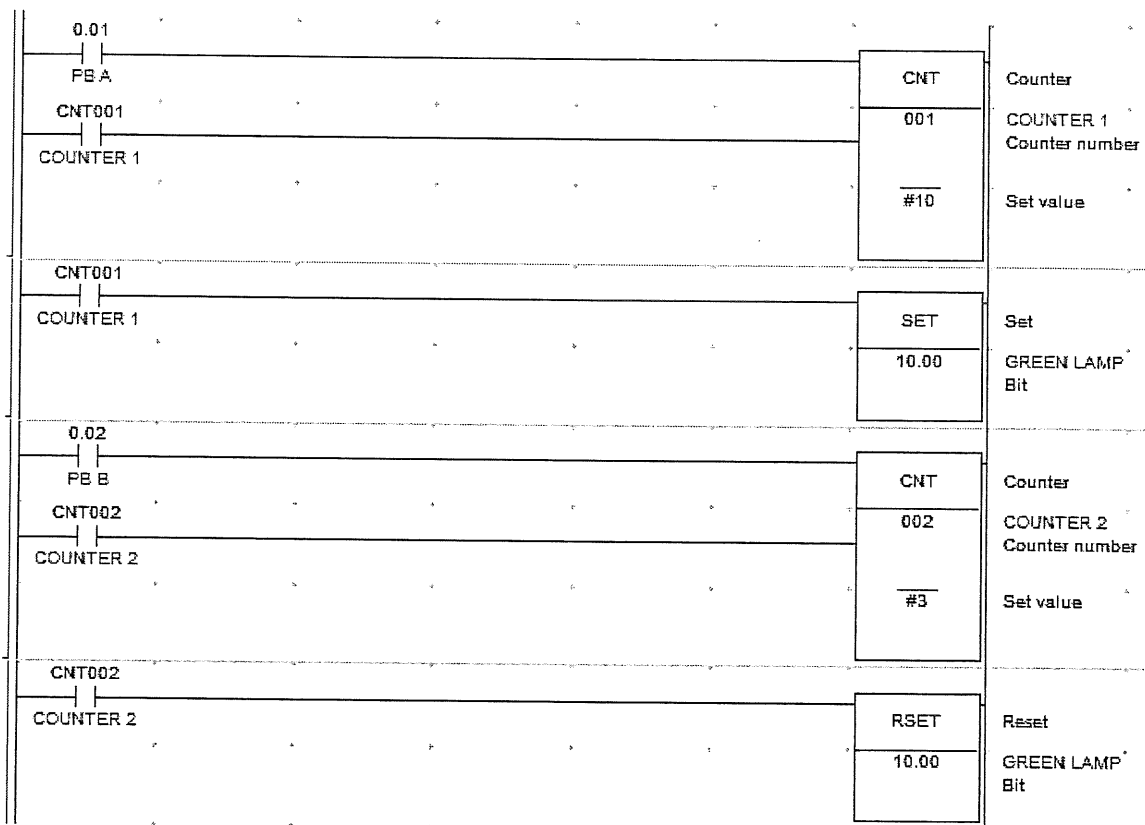 0.01
PB A
CNT
Counter
CNT001
COUNTER 1
001
COUNTER 1
Counter number
#10
Set value
CNT001
COUNTER 1
SET
Set
10.00
GREEN LAMP
Bit
0.02
PB B
CNT
Counter
CNT002
COUNTER 2
002
COUNTER 2
Counter number
#3
Set value
CNT002
COUNTER 2
RSET
Reset
10.00
GREEN LAMP
Bit